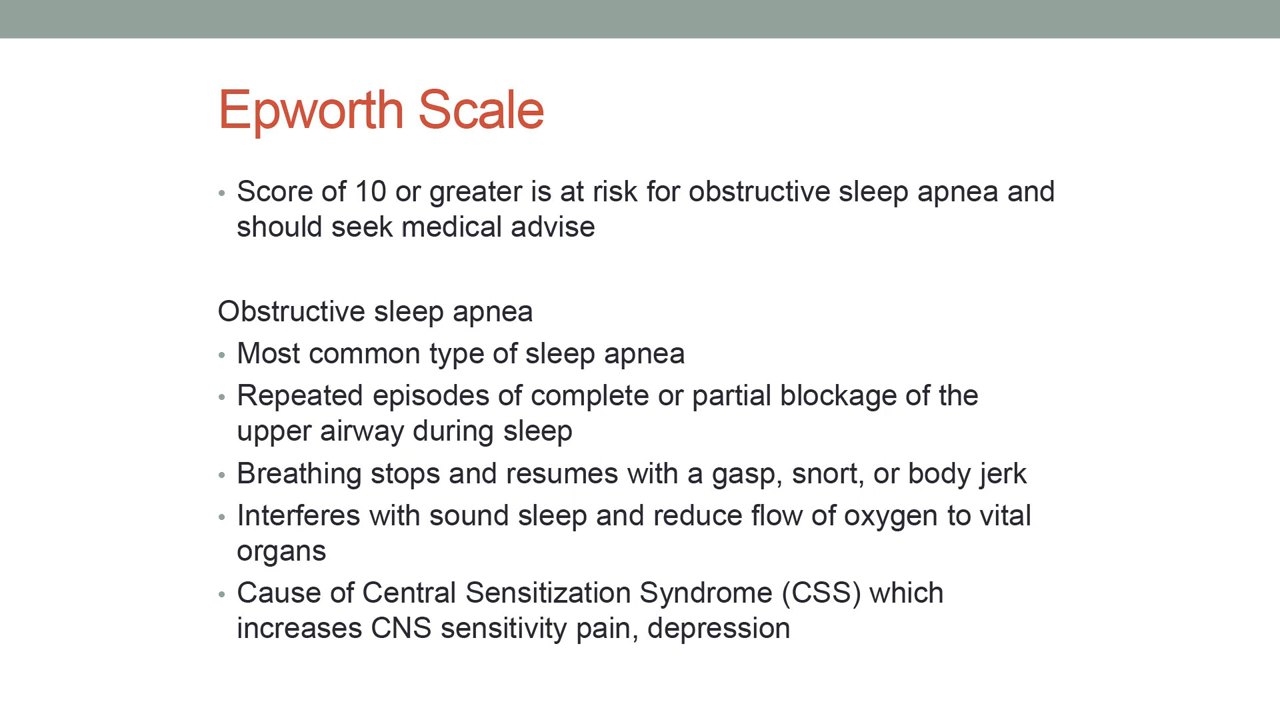 Epworth Scale
• Score of 10 or greater is at risk for obstructive sleep apnea and
should seek medical advise
Obstructive sleep apnea
• Most common type of sleep apnea
• Repeated episodes of complete or partial blockage of the
upper airway during sleep
• Breathing stops and resumes with a gasp, snort, or body jerk
• Interferes with sound sleep and reduce flow of oxygen to vital
organs
• Cause of Central Sensitization Syndrome (CSS) which
increases CNS sensitivity pain, depression